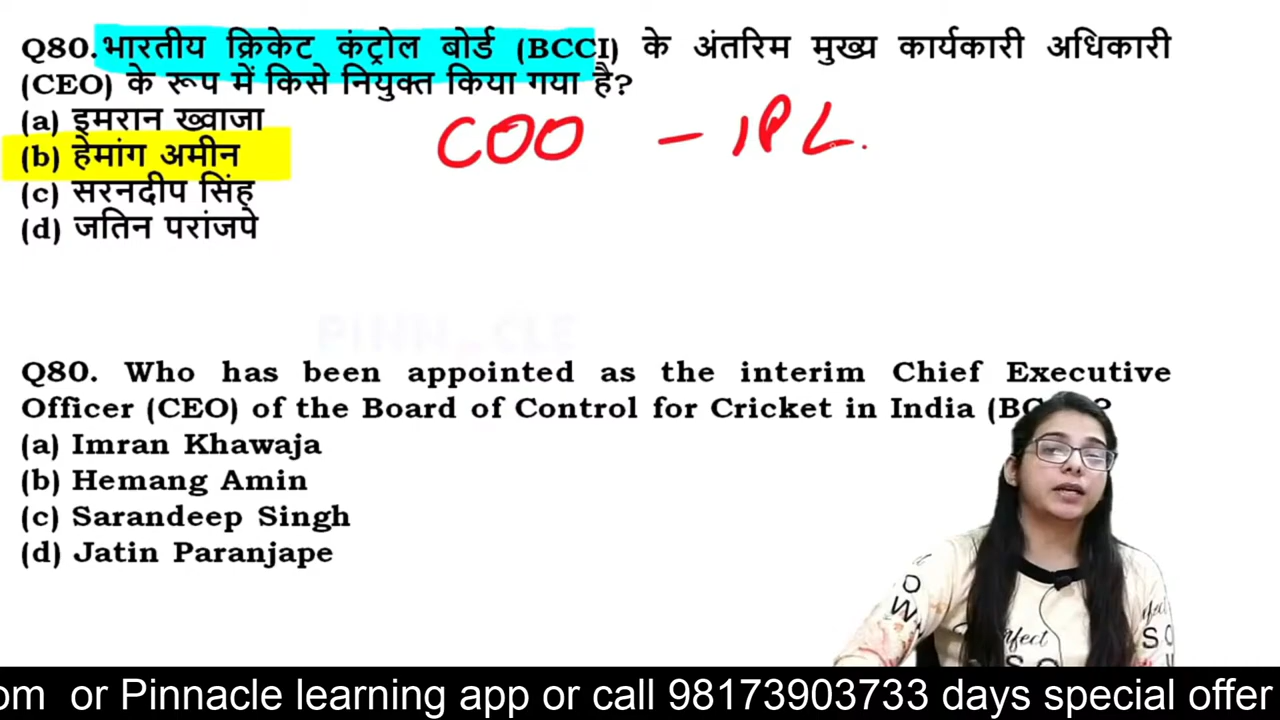 Q80.भारतीय क्रिकेट कंट्रोल बोर्ड (BCCI) के अंतरिम मुख्य कार्यकारी अधिकारी
(CEO) के रूप में किसे नियुक्त किया गया है?
(a) इमरान ख्वाजा
(b) हेमांग अमीन
(c) सरनदीप सिंह
(d) जतिन परांजपे
COO – IPL.
PINNACLE
Q80. Who has been appointed as the interim Chief Executive
Officer (CEO) of the Board of Control for Cricket in India ?
(a) Imran Khawaja
(b) Hemang Amin
(c) Sarandeep Singh
(d) Jatin Paranjape
om or Pinnacle learning app or call 98173903733 days special offer